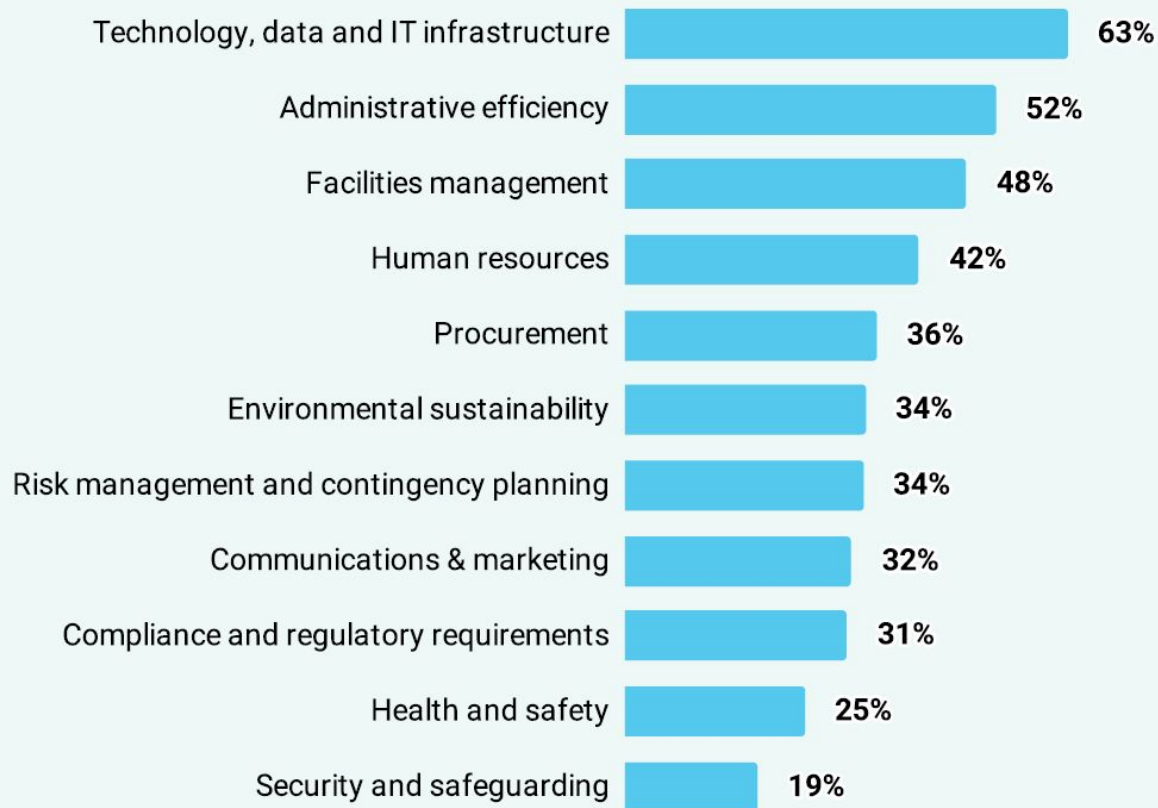 Technology, data and IT infrastructure 63%
Administrative efficiency 52%
Facilities management 48%
Human resources 42%
Procurement 36%
Environmental sustainability 34%
Risk management and contingency planning 34%
Communications & marketing 32%
Compliance and regulatory requirements 31%
Health and safety 25%
Security and safeguarding 19%